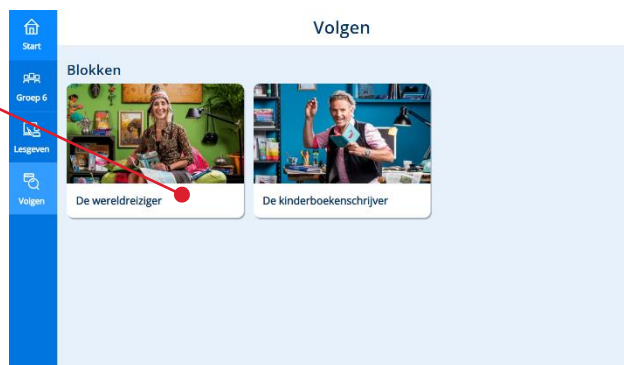 Volgen
Start
Groep 6
Lesgeven
Volgen
Blokken
De wereldreiziger
De kinderboekenschrijver